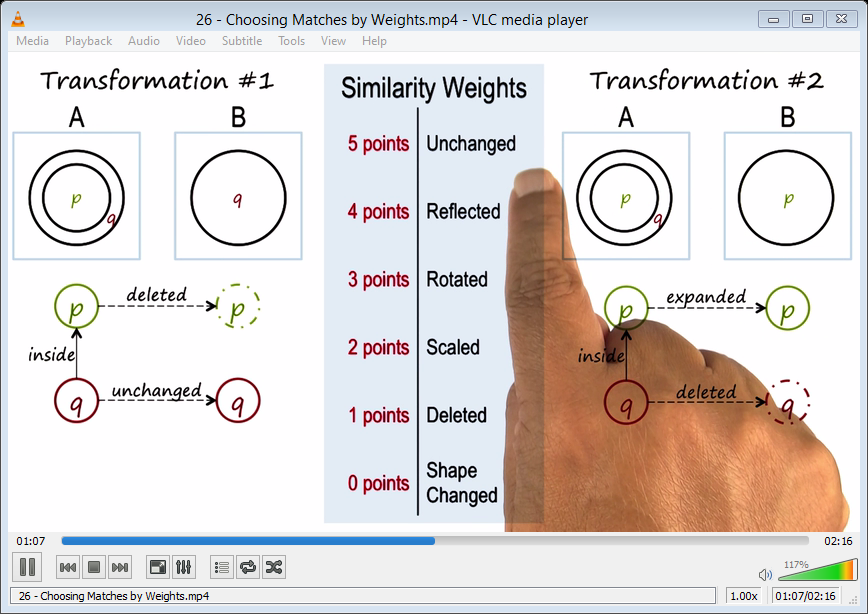 26 - Choosing Matches by Weights.mp4 - VLC media player
Media Playback Audio Video Subtitle Tools View Help
Transformation #1
A B
p q q
p deleted p
inside
q unchanged q
Similarity Weights
5 points Unchanged
4 points Reflected
3 points Rotated
2 points Scaled
1 points Deleted
0 points Shape
Changed
Transformation #2
A B
p q p
p expanded p
inside
q deleted q
01:07 02:16
117%
26 - Choosing Matches by Weights.mp4 1.00x 01:07/02:16